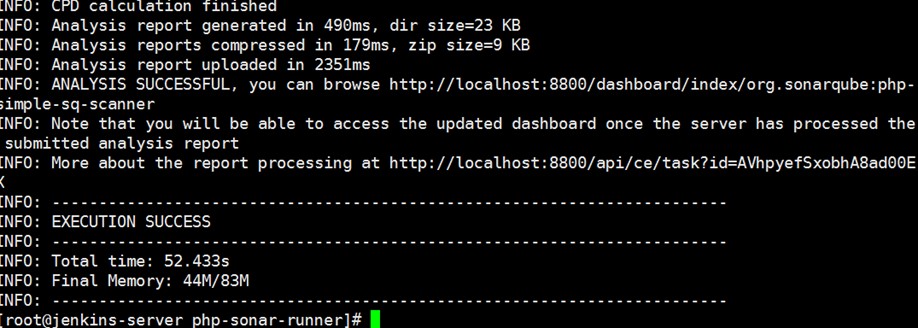 INFO: CPD calculation finished
INFO: Analysis report generated in 490ms, dir size=23 KB
INFO: Analysis reports compressed in 179ms, zip size=9 KB
INFO: Analysis report uploaded in 2351ms
INFO: ANALYSIS SUCCESSFUL, you can browse http://localhost:8800/dashboard/index/org.sonarqube:php-
simple-sq-scanner
INFO: Note that you will be able to access the updated dashboard once the server has processed the
 submitted analysis report
INFO: More about the report processing at http://localhost:8800/api/ce/task?id=AVhpyefSxobhA8ad00E
X
INFO: ------------------------------------------------------------------------
INFO: EXECUTION SUCCESS
INFO: ------------------------------------------------------------------------
INFO: Total time: 52.433s
INFO: Final Memory: 44M/83M
INFO: ------------------------------------------------------------------------
[root@jenkins-server php-sonar-runner]#